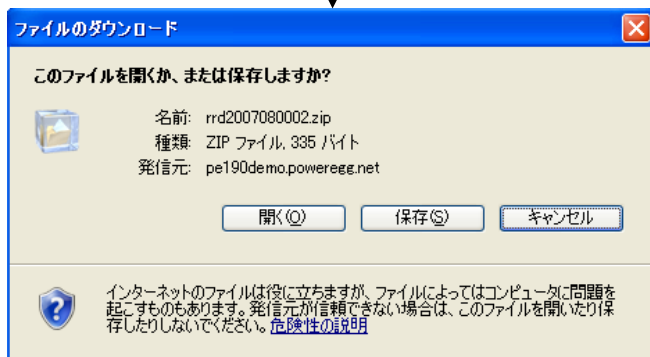 ファイルのダウンロード
このファイルを開くか、または保存しますか?
名前: rrd2007080002.zip
種類: ZIP ファイル, 335 バイト
発信元: pe190demo.poweregg.net
開く(O) 保存(S) キャンセル
インターネットのファイルは役に立ちますが、ファイルによってはコンピュータに問題を
起こすものもあります。発信元が信頼できない場合は、このファイルを開いたり保
存したりしないでください。危険性の説明